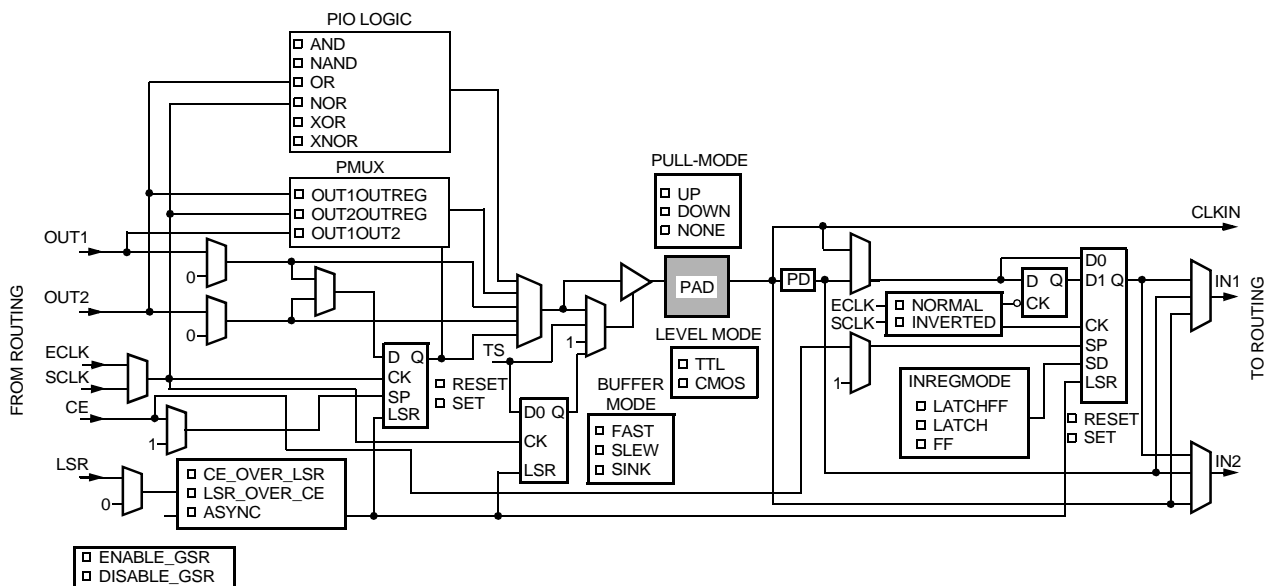 PIO LOGIC
AND
NAND
OR
NOR
XOR
XNOR
PMUX
OUT1OUTREG
OUT2OUTREG
OUT1OUT2
PULL-MODE
UP
DOWN
NONE
CLKIN
OUT1
0
OUT2
0
FROM ROUTING
ECLK
SCLK
CE
1
LSR
0
D Q
CK
SP
LSR
RESET
SET
TS
1
D0 Q
CK
LSR
PAD
LEVEL MODE
TTL
CMOS
BUFFER
MODE
FAST
SLEW
SINK
PD
ECLK
SCLK
NORMAL
INVERTED
D Q
CK
1
D0
D1 Q
CK
SP
SD
LSR
INREGMODE
LATCHFF
LATCH
FF
RESET
SET
IN1
IN2
TO ROUTING
CE_OVER_LSR
LSR_OVER_CE
ASYNC
ENABLE_GSR
DISABLE_GSR